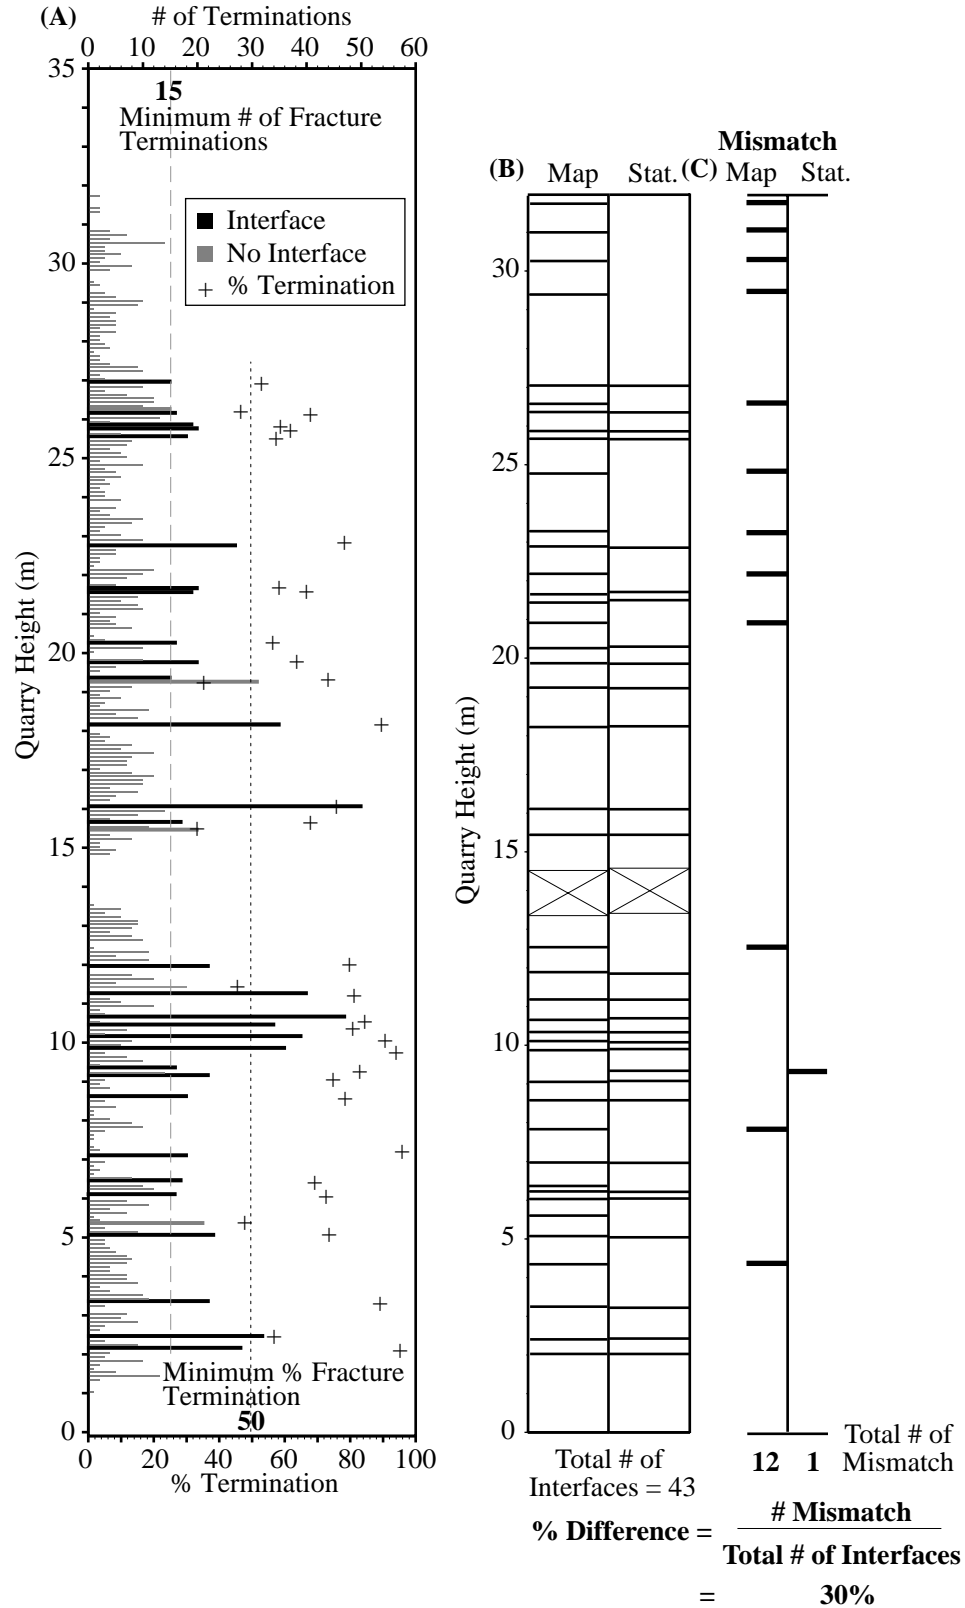 (A)
# of Terminations
0 10 20 30 40 50 60
35
30
25
20
15
10
5
0
Quarry Height (m)
15
Minimum # of Fracture
Terminations
Interface
No Interface
% Termination
Minimum % Fracture
Termination
50
0 20 40 60 80 100
% Termination
(B) Map Stat.
30
25
20
15
10
5
0
Quarry Height (m)
Total # of
Interfaces = 43
Mismatch
(C) Map Stat.
Total # of
12 1 Mismatch
% Difference = # Mismatch
Total # of Interfaces
= 30%